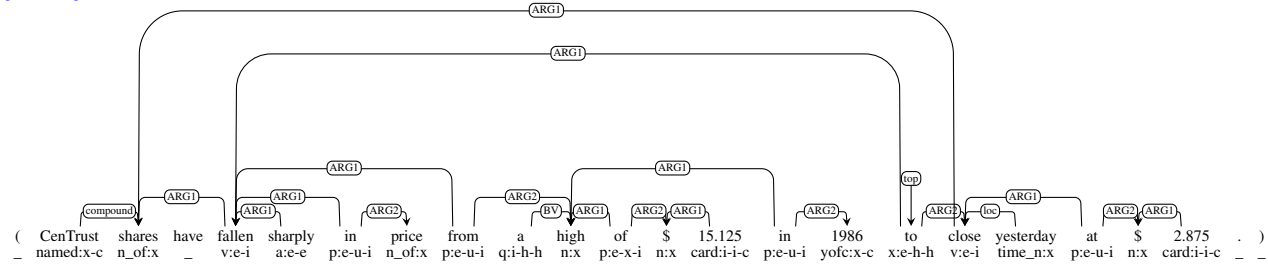 ARG1
ARG1
ARG1 ARG1
top
ARG1 ARG1 ARG2 ARG1
compound ARG1 ARG2 BV ARG1 ARG2 ARG1 ARG2 ARG2 loc ARG2 ARG1
( CenTrust shares have fallen sharply in price from a high of $ 15.125 in 1986 to close yesterday at $ 2.875 . )
_ named:x-c n_of:x _ v:e-i a:e-e p:e-u-i n_of:x p:e-u-i q:i-h-h n:x p:e-x-i n:x card:i-i-c p:e-u-i yofc:x-c x:e-h-h v:e-i time_n:x p:e-u-i n:x card:i-i-c _ _